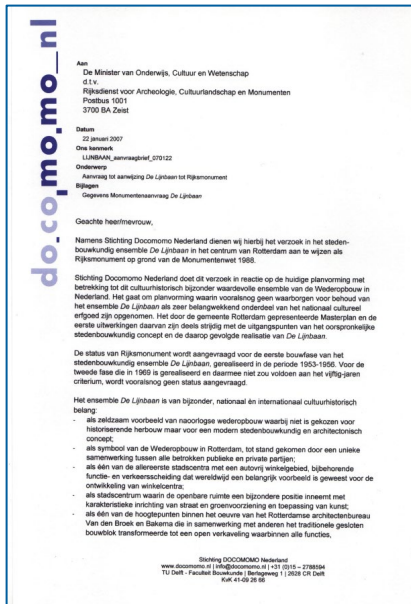 do_co_mo.mo_nl
Aan
De Minister van Onderwijs, Cultuur en Wetenschap
d.t.v.
Rijksdienst voor Archeologie, Cultuurlandschap en Monumenten
Postbus 1001
3700 BA Zeist
Datum
22 januari 2007
Ons kenmerk
LIJNBAAN_aanvraagbrief_070122
Onderwerp
Aanvraag tot aanwijzing De Lijnbaan tot Rijksmonument
Bijlagen
Gegevens Monumentenaanvraag De Lijnbaan
Geachte heer/mevrouw,
Namens Stichting Docomomo Nederland dienen wij hierbij het verzoek in het steden-
bouwkundig ensemble De Lijnbaan in het centrum van Rotterdam aan te wijzen als
Rijksmonument op grond van de Monumentenwet 1988.
Stichting Docomomo Nederland doet dit verzoek in reactie op de huidige planvorming met
betrekking tot dit cultuurhistorisch bijzonder waardevolle ensemble van de Wederopbouw in
Nederland. Het gaat om planvorming waarin vooralsnog geen waarborgen voor behoud van
het ensemble De Lijnbaan als zeer belangwekkend onderdeel van het nationaal cultureel
erfgoed zijn opgenomen. Het door de gemeente Rotterdam gepresenteerde Masterplan en de
eerste uitwerkingen daarvan zijn deels strijdig met de uitgangspunten van het oorspronkelijke
stedenbouwkundig concept en de daarop gevolgde realisatie van De Lijnbaan.
De status van Rijksmonument wordt aangevraagd voor de eerste bouwfase van het
stedenbouwkundig ensemble De Lijnbaan, gerealiseerd in de periode 1953-1956. Voor de
tweede fase die in 1969 is gerealiseerd en daarmee niet zou voldoen aan het vijftig-jaren
criterium, wordt vooralsnog geen status aangevraagd.
Het ensemble De Lijnbaan is van bijzonder, nationaal én internationaal cultuurhistorisch
belang:
- als zeldzaam voorbeeld van naoorlogse wederopbouw waarbij niet is gekozen voor
historiserende herbouw maar voor een modern stedenbouwkundig en architectonisch
concept;
- als symbool van de Wederopbouw in Rotterdam, tot stand gekomen door een unieke
samenwerking tussen alle betrokken publieke en private partijen;
- als één van de allereerste stadscentra met een autovrij winkelgebied, bijbehorende
functie- en verkeersscheiding dat wereldwijd een belangrijk voorbeeld is geweest voor de
ontwikkeling van winkelcentra;
- als stadscentrum waarin de openbare ruimte een bijzondere positie inneemt met
karakteristieke inrichting van straat en groenvoorziening en toepassing van kunst;
- als één van de hoogtepunten binnen het oeuvre van het Rotterdamse architectenbureau
Van den Broek en Bakema die in samenwerking met anderen het traditionele gesloten
bouwblok transformeerde tot een open verkaveling waarbinnen alle functies,
Stichting DOCOMOMO Nederland
www.docomomo.nl | info@docomomo.nl | +31 (0)15 – 2788594
TU Delft - Faculteit Bouwkunde | Berlageweg 1 | 2628 CR Delft
KvK 41-09 26 66